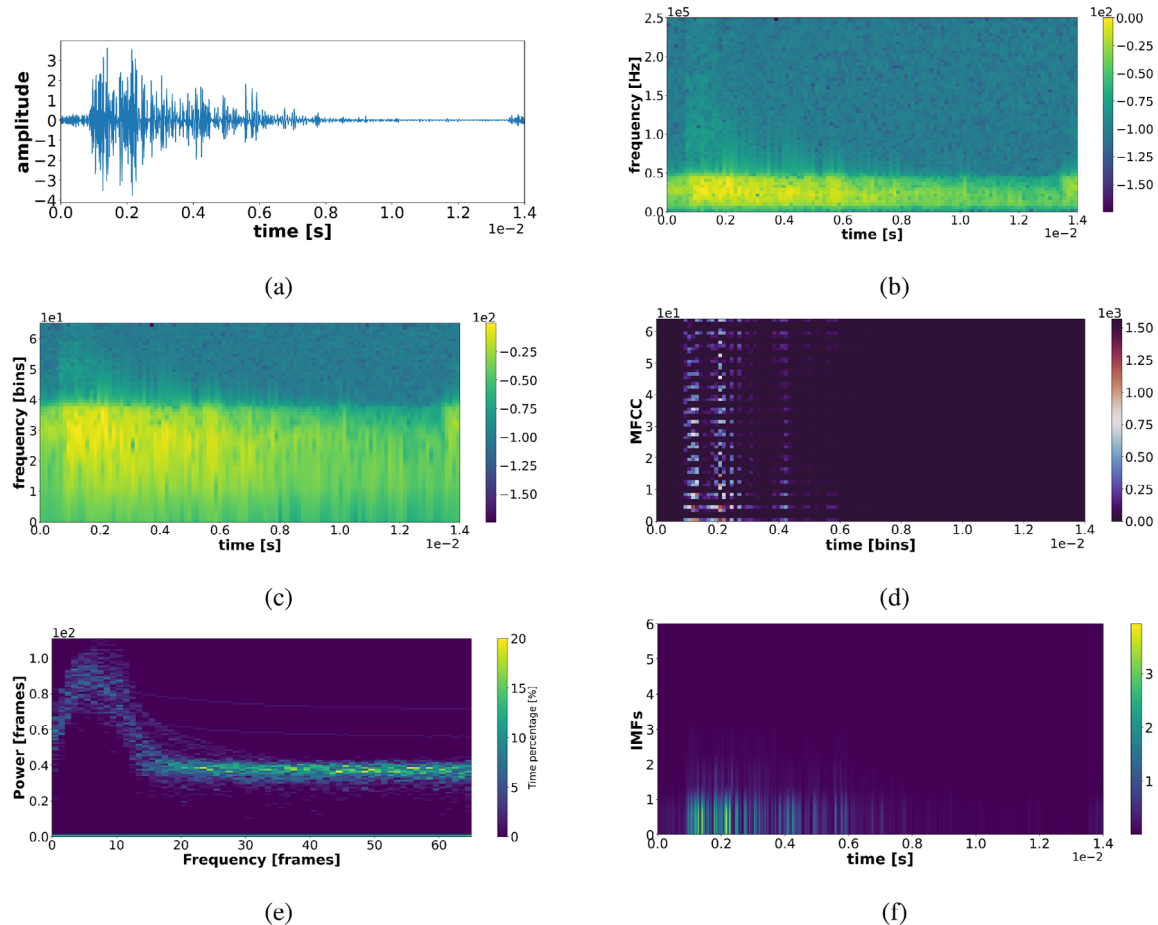 amplitude
3
2
1
0
−1
−2
−3
−4
0.0 0.2 0.4 0.6 0.8 1.0 1.2 1.4
time [s]
1e−2
(a)
1e5
frequency [Hz]
2.5
2.0
1.5
1.0
0.5
0.0
0.0 0.2 0.4 0.6 0.8 1.0 1.2 1.4
time [s]
1e−2
1e2
0.00
−0.25
−0.50
−0.75
−1.00
−1.25
−1.50
(b)
1e1
frequency [bins]
6
5
4
3
2
1
0
0.0 0.2 0.4 0.6 0.8 1.0 1.2 1.4
time [s]
1e−2
1e2
−0.25
−0.50
−0.75
−1.00
−1.25
−1.50
(c)
1e1
MFCC
6
5
4
3
2
1
0
0.0 0.2 0.4 0.6 0.8 1.0 1.2 1.4
time [bins]
1e−2
1e3
1.50
1.25
1.00
0.75
0.50
0.25
0.00
(d)
1e2
Power [frames]
1.0
0.8
0.6
0.4
0.2
0.0
0 10 20 30 40 50 60
Frequency [frames]
20
15
10
5
0
Time percentage [%]
(e)
IMFs
6
5
4
3
2
1
0
0.0 0.2 0.4 0.6 0.8 1.0 1.2 1.4
time [s]
1e−2
3
2
1
(f)